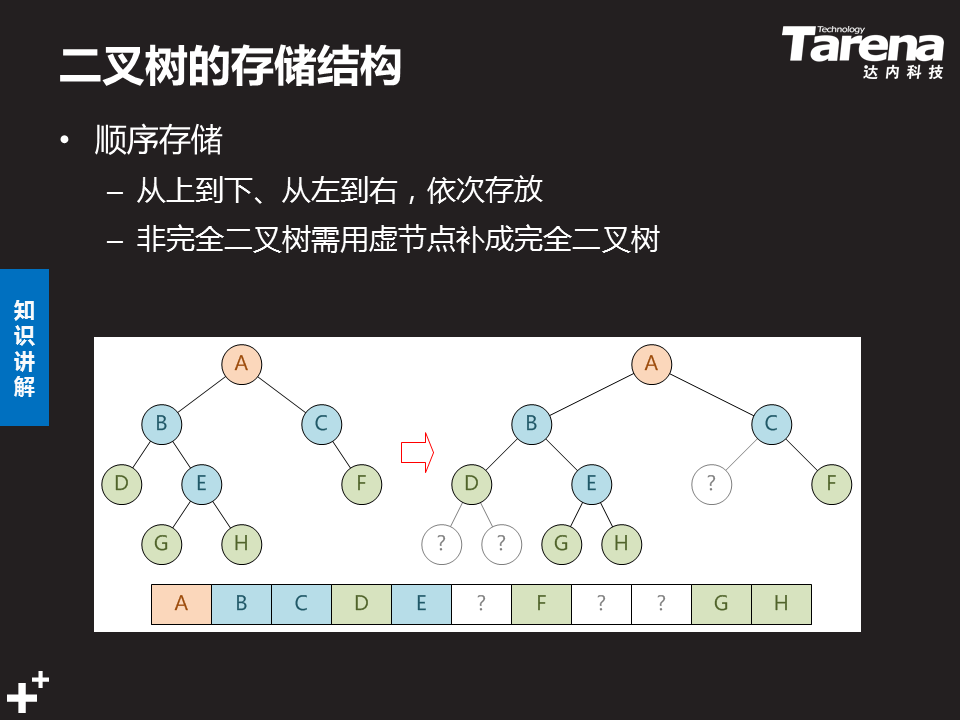 二叉树的存储结构
Technology
Tarena
达内科技
• 顺序存储
– 从上到下、从左到右，依次存放
– 非完全二叉树需用虚节点补成完全二叉树
知识讲解
A
B C
D E F
G H
A
B C
D E ? F
? ? G H
A B C D E ? F ? ? G H